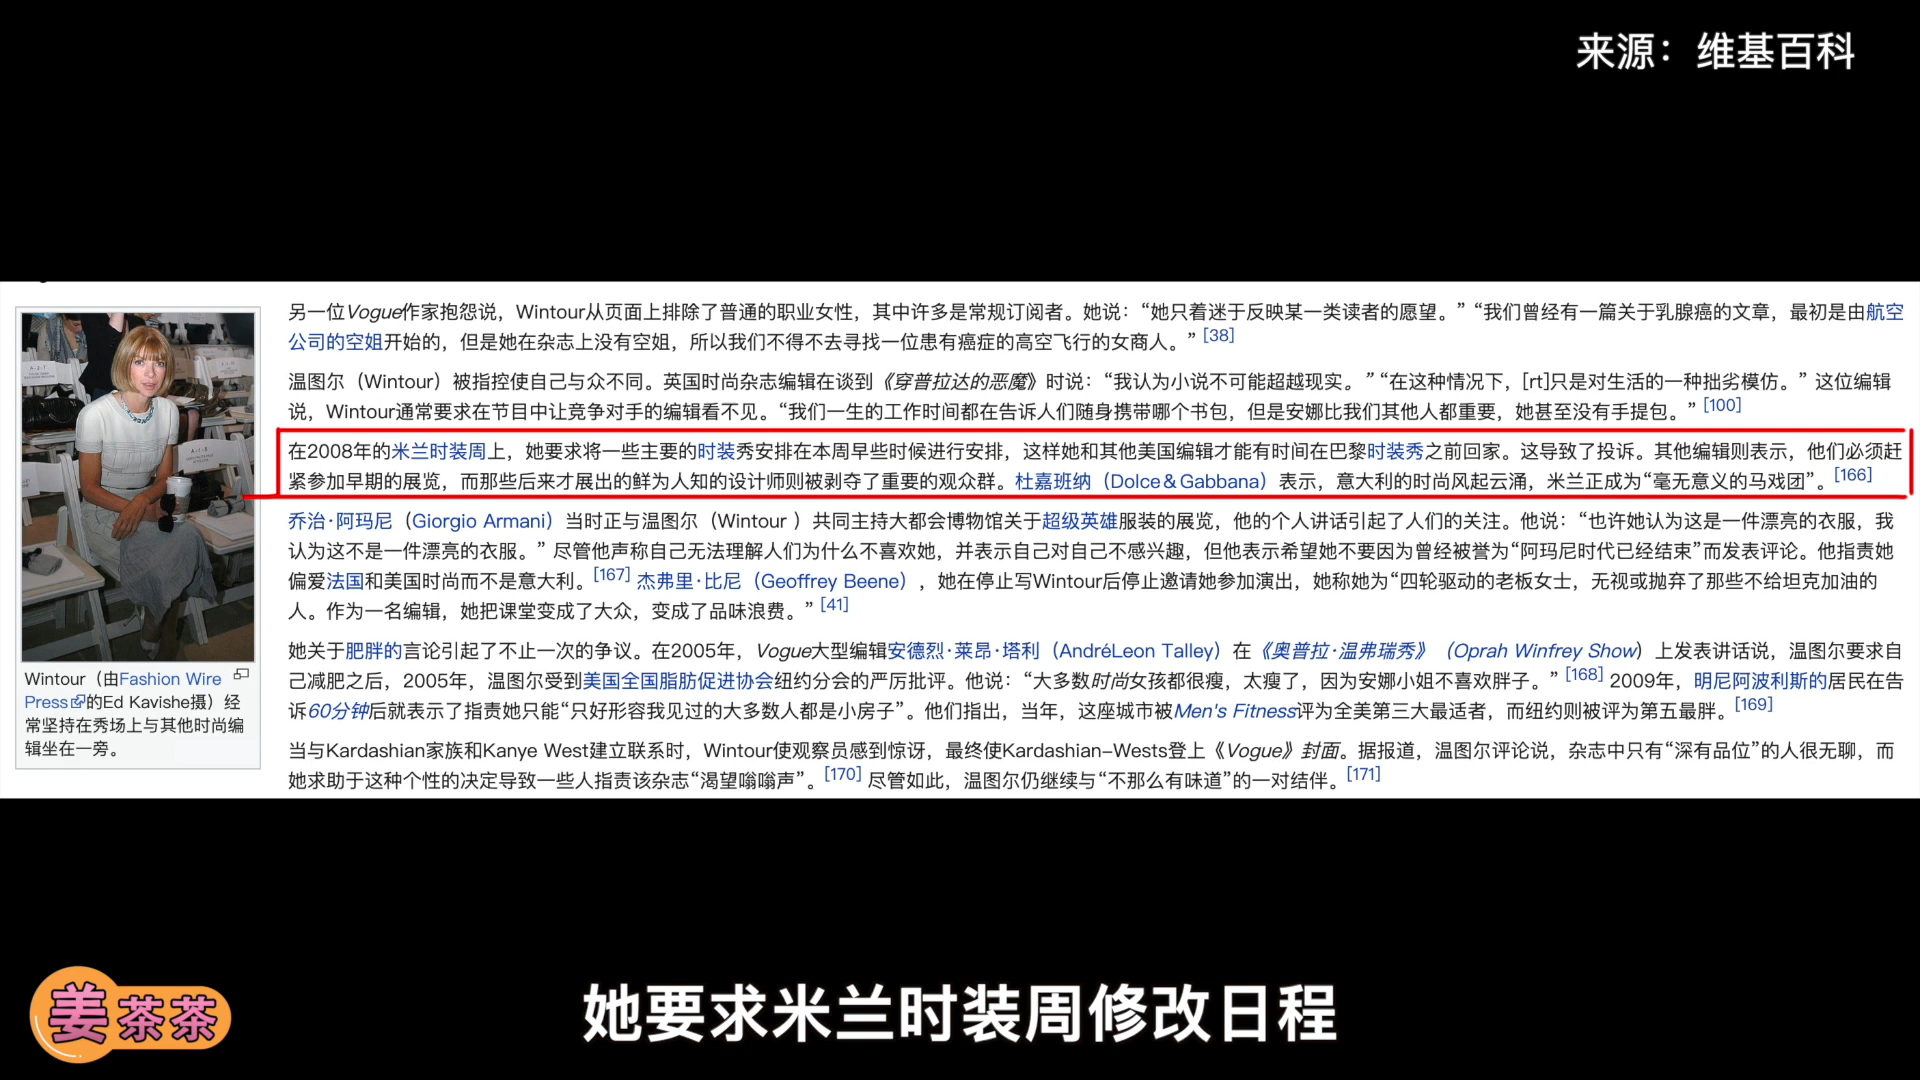 来源：维基百科
另一位Vogue作家抱怨说，Wintour从页面上排除了普通的职业女性，其中许多是常规订阅者。她说：“她只着迷于反映某一类读者的愿望。” “我们曾经有一篇关于乳腺癌的文章，最初是由航空
公司的空姐开始的，但是她在杂志上没有空姐，所以我们不得不去寻找一位患有癌症的高空飞行的女商人。” [38]
温图尔（Wintour）被指控使自己与众不同。英国时尚杂志编辑在谈到《穿普拉达的恶魔》时说：“我认为小说不可能超越现实。” “在这种情况下，[rt]只是对生活的一种拙劣模仿。” 这位编辑
说，Wintour通常要求在节目中让竞争对手的编辑看不见。“我们一生的工作时间都在告诉人们随身携带哪个书包，但是安娜比我们其他人都重要，她甚至没有手提包。” [100]
在2008年的米兰时装周上，她要求将一些主要的时装秀安排在本周早些时候进行安排，这样她和其他美国编辑才能有时间在巴黎时装秀之前回家。这导致了投诉。其他编辑则表示，他们必须赶
紧参加早期的展览，而那些后来才展出的鲜为人知的设计师则被剥夺了重要的观众群。杜嘉班纳（Dolce＆Gabbana）表示，意大利的时尚风起云涌，米兰正成为“毫无意义的马戏团”。[166]
乔治·阿玛尼（Giorgio Armani）当时正与温图尔（Wintour ）共同主持大都会博物馆关于超级英雄服装的展览，他的个人讲话引起了人们的关注。他说：“也许她认为这是一件漂亮的衣服，我
认为这不是一件漂亮的衣服。” 尽管他声称自己无法理解人们为什么不喜欢她，并表示自己对自己不感兴趣，但他表示希望她不要因为曾经被誉为“阿玛尼时代已经结束”而发表评论。他指责她
偏爱法国和美国时尚而不是意大利。[167] 杰弗里·比尼（Geoffrey Beene），她在停止写Wintour后停止邀请她参加演出，她称她为“四轮驱动的老板女士，无视或抛弃了那些不给坦克加油的
人。作为一名编辑，她把课堂变成了大众，变成了品味浪费。” [41]
她关于肥胖的言论引起了不止一次的争议。在2005年，Vogue大型编辑安德烈·莱昂·塔利（AndréLeon Talley）在《奥普拉·温弗瑞秀》（Oprah Winfrey Show）上发表讲话说，温图尔要求自
己减肥之后，2005年，温图尔受到美国全国脂肪促进协会纽约分会的严厉批评。他说：“大多数时尚女孩都很瘦，太瘦了，因为安娜小姐不喜欢胖子。” [168] 2009年，明尼阿波利斯的居民在告
诉60分钟后就表示了指责她只能“只好形容我见过的大多数人都是小房子”。他们指出，当年，这座城市被Men's Fitness评为全美第三大最适者，而纽约则被评为第五最胖。[169]
当与Kardashian家族和Kanye West建立联系时，Wintour使观察员感到惊讶，最终使Kardashian–Wests登上《Vogue》封面。据报道，温图尔评论说，杂志中只有“深有品位”的人很无聊，而
她求助于这种个性的决定导致一些人指责该杂志“渴望嗡嗡声”。[170] 尽管如此，温图尔仍继续与“不那么有味道”的一对结伴。[171]
Wintour（由Fashion Wire
Press的Ed Kavishe摄）经
常坚持在秀场上与其他时尚编
辑坐在一旁。
姜茶茶
她要求米兰时装周修改日程